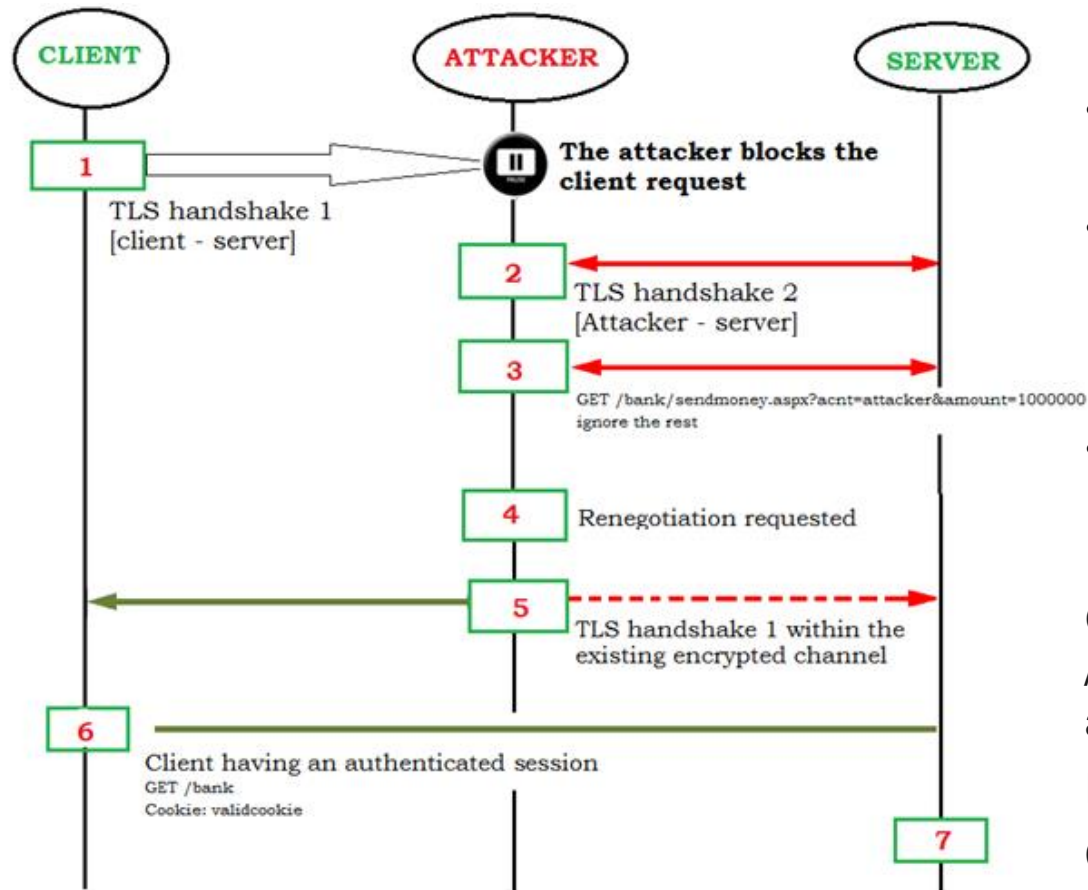 CLIENT
ATTACKER
SERVER
1
The attacker blocks the
client request
TLS handshake 1
[client - server]
2
TLS handshake 2
[Attacker - server]
3
GET /bank/sendmoney.aspx?acnt=attacker&amount=1000000
ignore the rest
4
Renegotiation requested
5
TLS handshake 1 within the
existing encrypted channel
6
Client having an authenticated session
GET /bank
Cookie: validcookie
7